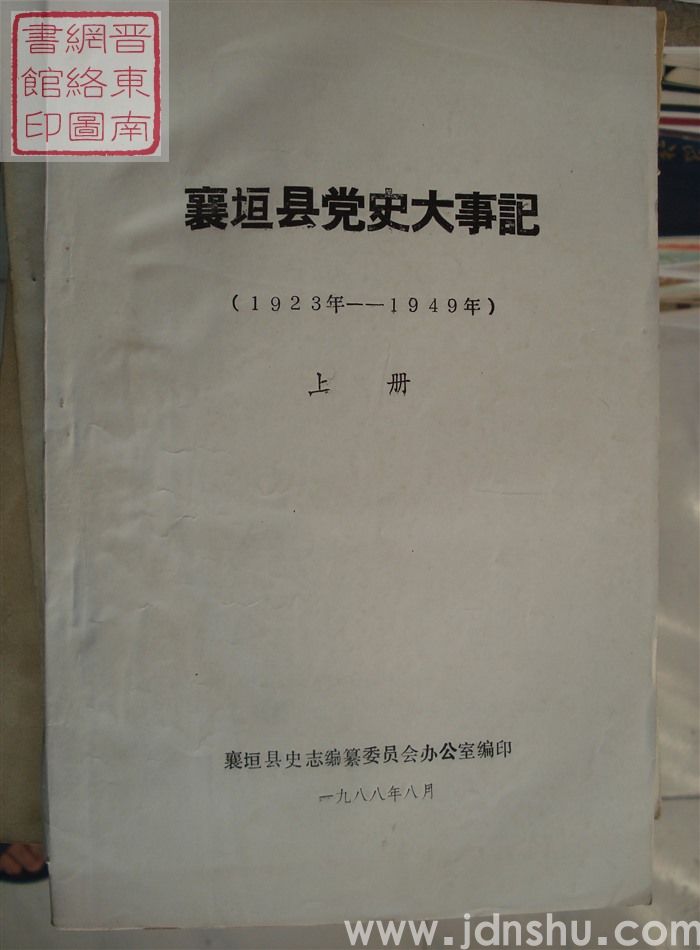 晋東南
網絡圖
書館印
襄垣县党史大事記
(1923年——1949年)
上 册
襄垣县史志编纂委员会办公室编印
一九八八年八月
www.jdnshu.com